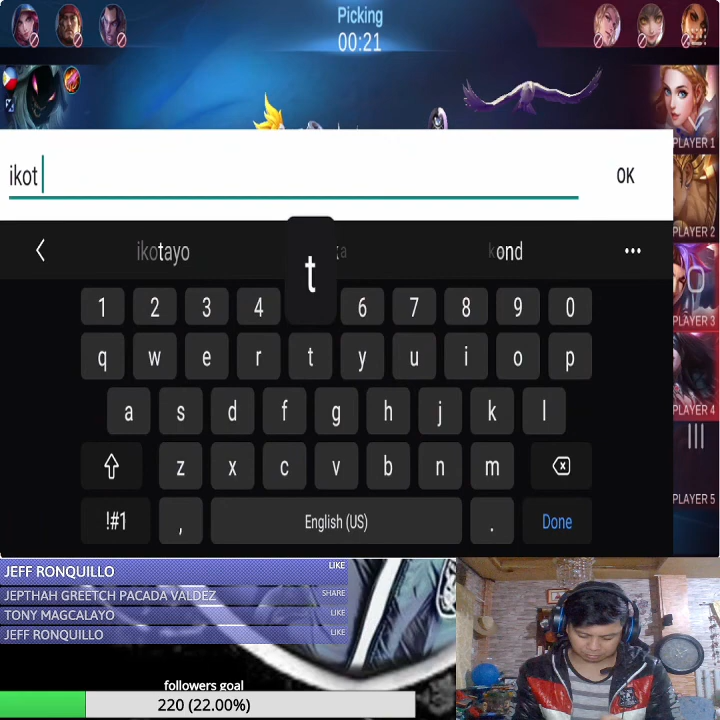 Picking
00:21
PLAYER 1
ikot
OK
PLAYER 2
ikotayo
ond
t
PLAYER 3
1 2 3 4 6 7 8 9 0
q w e r t y u i o p
PLAYER 4
a s d f g h j k l
z x c v b n m
PLAYER 5
!#1 , English (US) . Done
JEFF RONQUILLO LIKE
JEPTHAH GREETCH PACADA VALDEZ SHARE
TONY MAGCALAYO LIKE
JEFF RONQUILLO LIKE
followers goal
220 (22.00%)